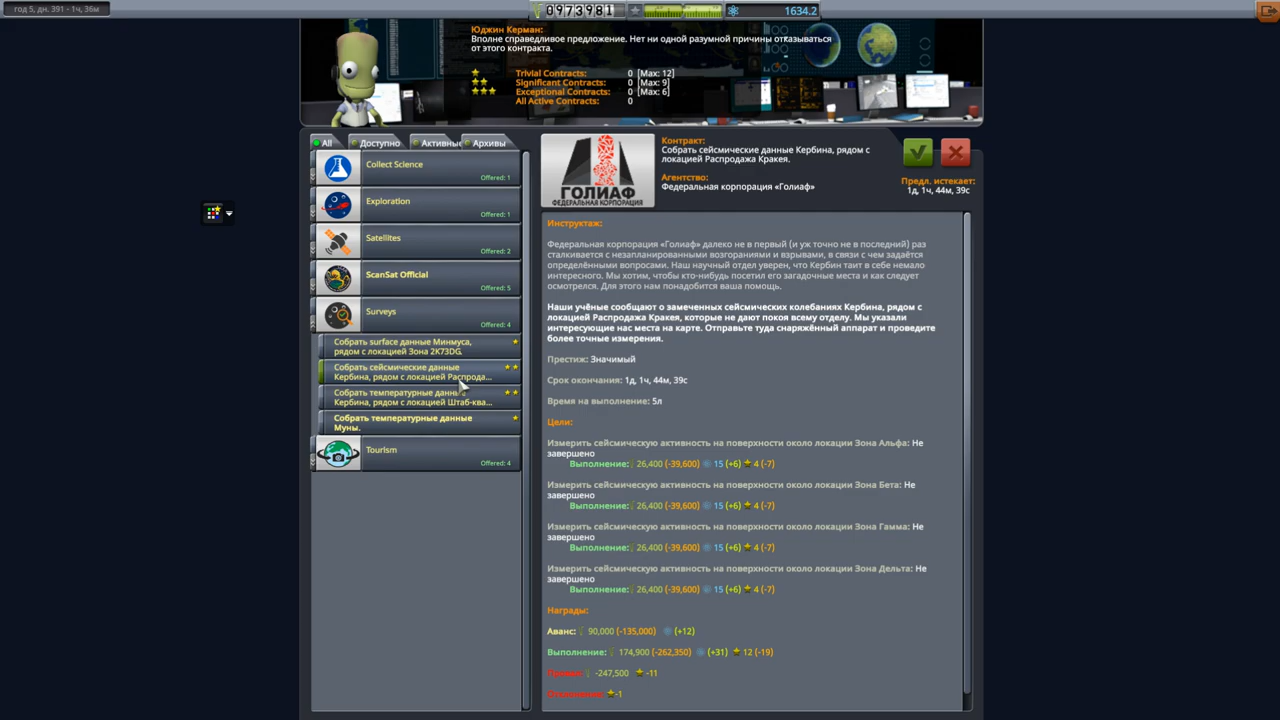 год 5, дн. 391 - 1ч, 36м
0973981
1634.2
Юджин Керман:
Вполне справедливое предложение. Нет ни одной разумной причины отказываться
от этого контракта.
Trivial Contracts: 0 [Max: 12]
Significant Contracts: 0 [Max: 9]
Exceptional Contracts: 0 [Max: 6]
All Active Contracts: 0
All
Доступно
Активные
Архивы
Collect Science
Offered: 1
Exploration
Offered: 1
Satellites
Offered: 2
ScanSat Official
Offered: 5
Surveys
Offered: 4
Собрать surface данные Минмуса,
рядом с локацией Зона 2K73DG.
Собрать сейсмические данные
Кербина, рядом с локацией Распрода...
Собрать температурные данные
Кербина, рядом с локацией Штаб-ква...
Собрать температурные данные
Муны.
Tourism
Offered: 4
ГОЛИАФ
ФЕДЕРАЛЬНАЯ КОРПОРАЦИЯ
Контракт:
Собрать сейсмические данные Кербина, рядом с
локацией Распродажа Кракея.
Агентство:
Федеральная корпорация «Голиаф»
Предл. истекает:
1д, 1ч, 44м, 39с
Инструктаж:
Федеральная корпорация «Голиаф» далеко не в первый (и уж точно не в последний) раз
сталкивается с незапланированными возгораниями и взрывами, в связи с чем задаётся
определёнными вопросами. Наш научный отдел уверен, что Кербин таит в себе немало
интересного. Мы хотим, чтобы кто-нибудь посетил его загадочные места и как следует
осмотрелся. Для этого нам понадобится ваша помощь.
Наши учёные сообщают о замеченных сейсмических колебаниях Кербина, рядом с
локацией Распродажа Кракея, которые не дают покоя всему отделу. Мы указали
интересующие нас места на карте. Отправьте туда снаряжённый аппарат и проведите
более точные измерения.
Престиж: Значимый
Срок окончания: 1д, 1ч, 44м, 39с
Время на выполнение: 5л
Цели:
Измерить сейсмическую активность на поверхности около локации Зона Альфа: Не
завершено
Выполнение: 26,400 (-39,600) 15 (+6) 4 (-7)
Измерить сейсмическую активность на поверхности около локации Зона Бета: Не
завершено
Выполнение: 26,400 (-39,600) 15 (+6) 4 (-7)
Измерить сейсмическую активность на поверхности около локации Зона Гамма: Не
завершено
Выполнение: 26,400 (-39,600) 15 (+6) 4 (-7)
Измерить сейсмическую активность на поверхности около локации Зона Дельта: Не
завершено
Выполнение: 26,400 (-39,600) 15 (+6) 4 (-7)
Награды:
Аванс: 90,000 (-135,000) (+12)
Выполнение: 174,900 (-262,350) (+31) 12 (-19)
-247,500 -11
-1